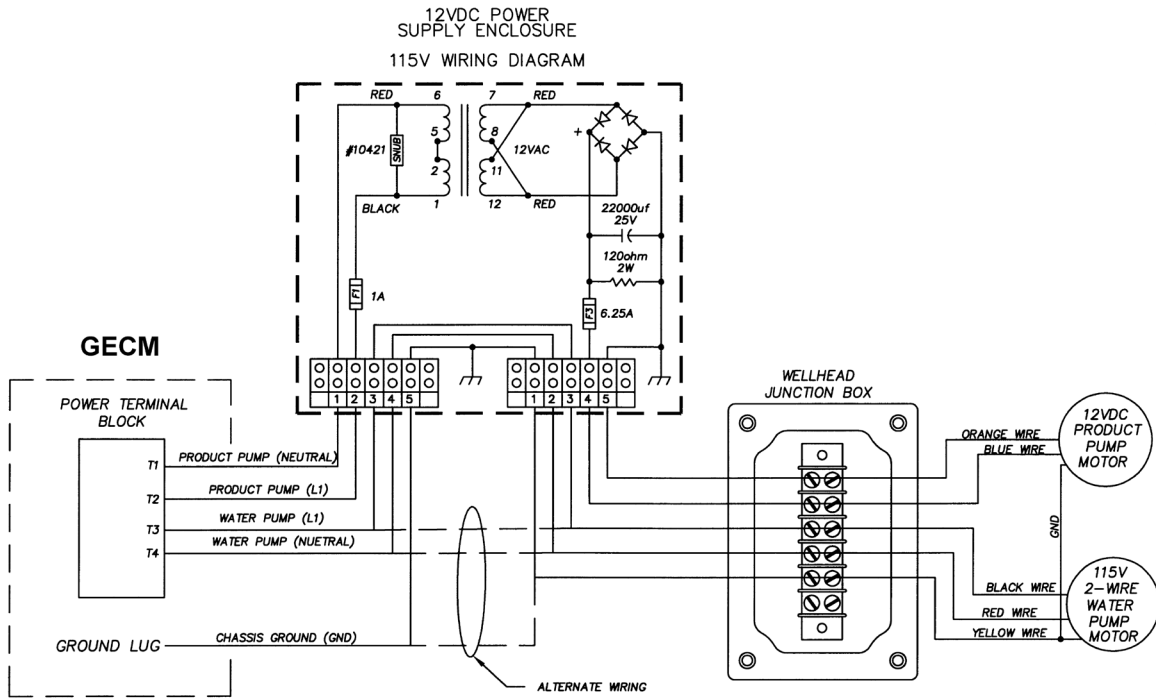 12VDC POWER
SUPPLY ENCLOSURE
115V WIRING DIAGRAM
RED 6 7 RED
5 8
#10421 SNUB 12VAC
2 11
1 12
BLACK RED
+
22000uf
25V
120ohm
2W
F1 1A
F3 6.25A
1 2 3 4 5
1 2 3 4 5
GECM
POWER TERMINAL
BLOCK
T1 PRODUCT PUMP (NEUTRAL)
T2 PRODUCT PUMP (L1)
T3 WATER PUMP (L1)
T4 WATER PUMP (NUETRAL)
GROUND LUG CHASSIS GROUND (GND)
ALTERNATE WIRING
WELLHEAD
JUNCTION BOX
ORANGE WIRE
BLUE WIRE
12VDC
PRODUCT
PUMP
MOTOR
GND
BLACK WIRE
RED WIRE
YELLOW WIRE
115V
2-WIRE
WATER
PUMP
MOTOR